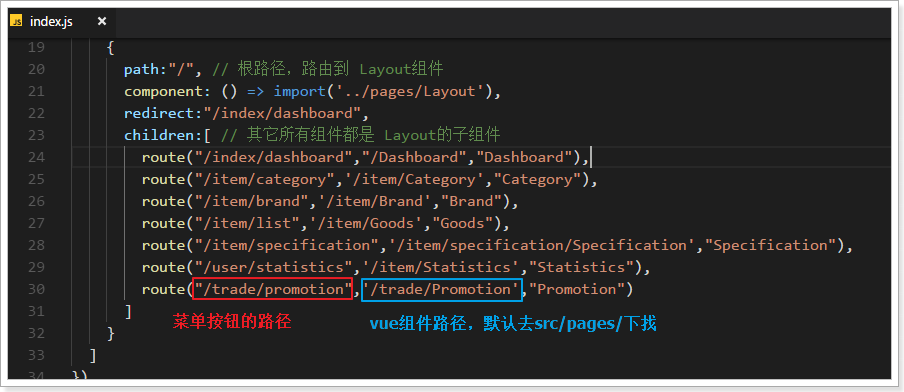 JS index.js ×
19 {
20 path:"/", // 根路径，路由到 Layout组件
21 component: () => import('../pages/Layout'),
22 redirect:"/index/dashboard",
23 children:[ // 其它所有组件都是 Layout的子组件
24 route("/index/dashboard","/Dashboard","Dashboard"),
25 route("/item/category",'/item/Category',"Category"),
26 route("/item/brand",'/item/Brand',"Brand"),
27 route("/item/list",'/item/Goods',"Goods"),
28 route("/item/specification",'/item/specification/Specification',"Specification"),
29 route("/user/statistics",'/item/Statistics',"Statistics"),
30 route("/trade/promotion",'/trade/Promotion',"Promotion")
31 ]
菜单按钮的路径 vue组件路径，默认去src/pages/下找
32 }
33 ]
34 })